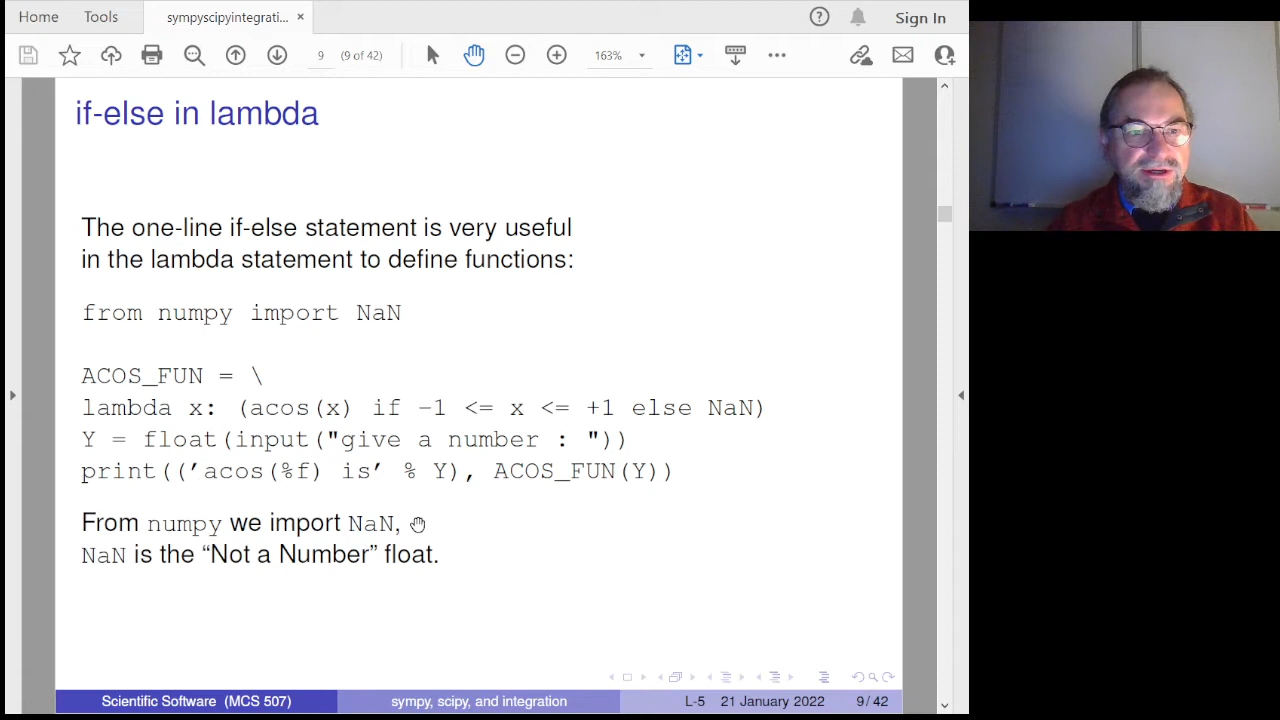 Home Tools sympyscipyintegrati... × Sign In
9 (9 of 42) 163%
if-else in lambda
The one-line if-else statement is very useful
in the lambda statement to define functions:
from numpy import NaN
ACOS_FUN = \
lambda x: (acos(x) if -1 <= x <= +1 else NaN)
Y = float(input("give a number : "))
print(('acos(%f) is' % Y), ACOS_FUN(Y))
From numpy we import NaN,
NaN is the “Not a Number” float.
Scientific Software (MCS 507) sympy, scipy, and integration L-5 21 January 2022 9 / 42